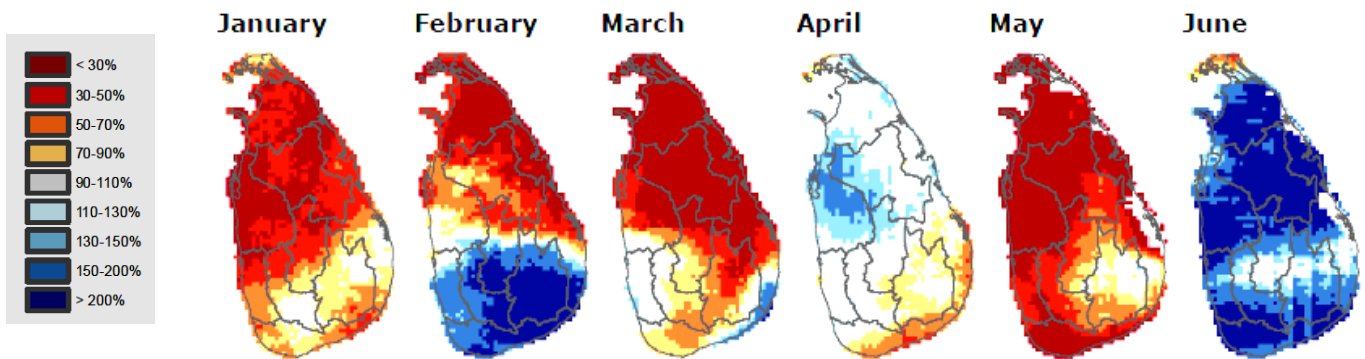 January
February
March
April
May
June
< 30%
30-50%
50-70%
70-90%
90-110%
110-130%
130-150%
150-200%
> 200%